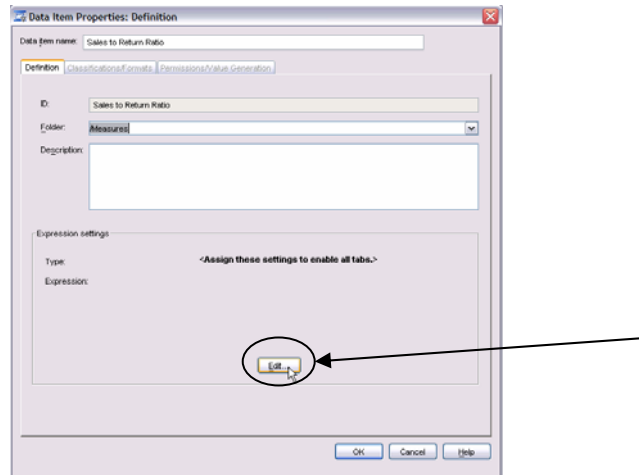 Data Item Properties: Definition
Data item name: Sales to Return Ratio
Definition Classifications/Formats Permissions/Value Generation
ID: Sales to Return Ratio
Folder: /Measures
Description:
Expression settings
Type: <Assign these settings to enable all tabs.>
Expression:
Edit...
OK Cancel Help